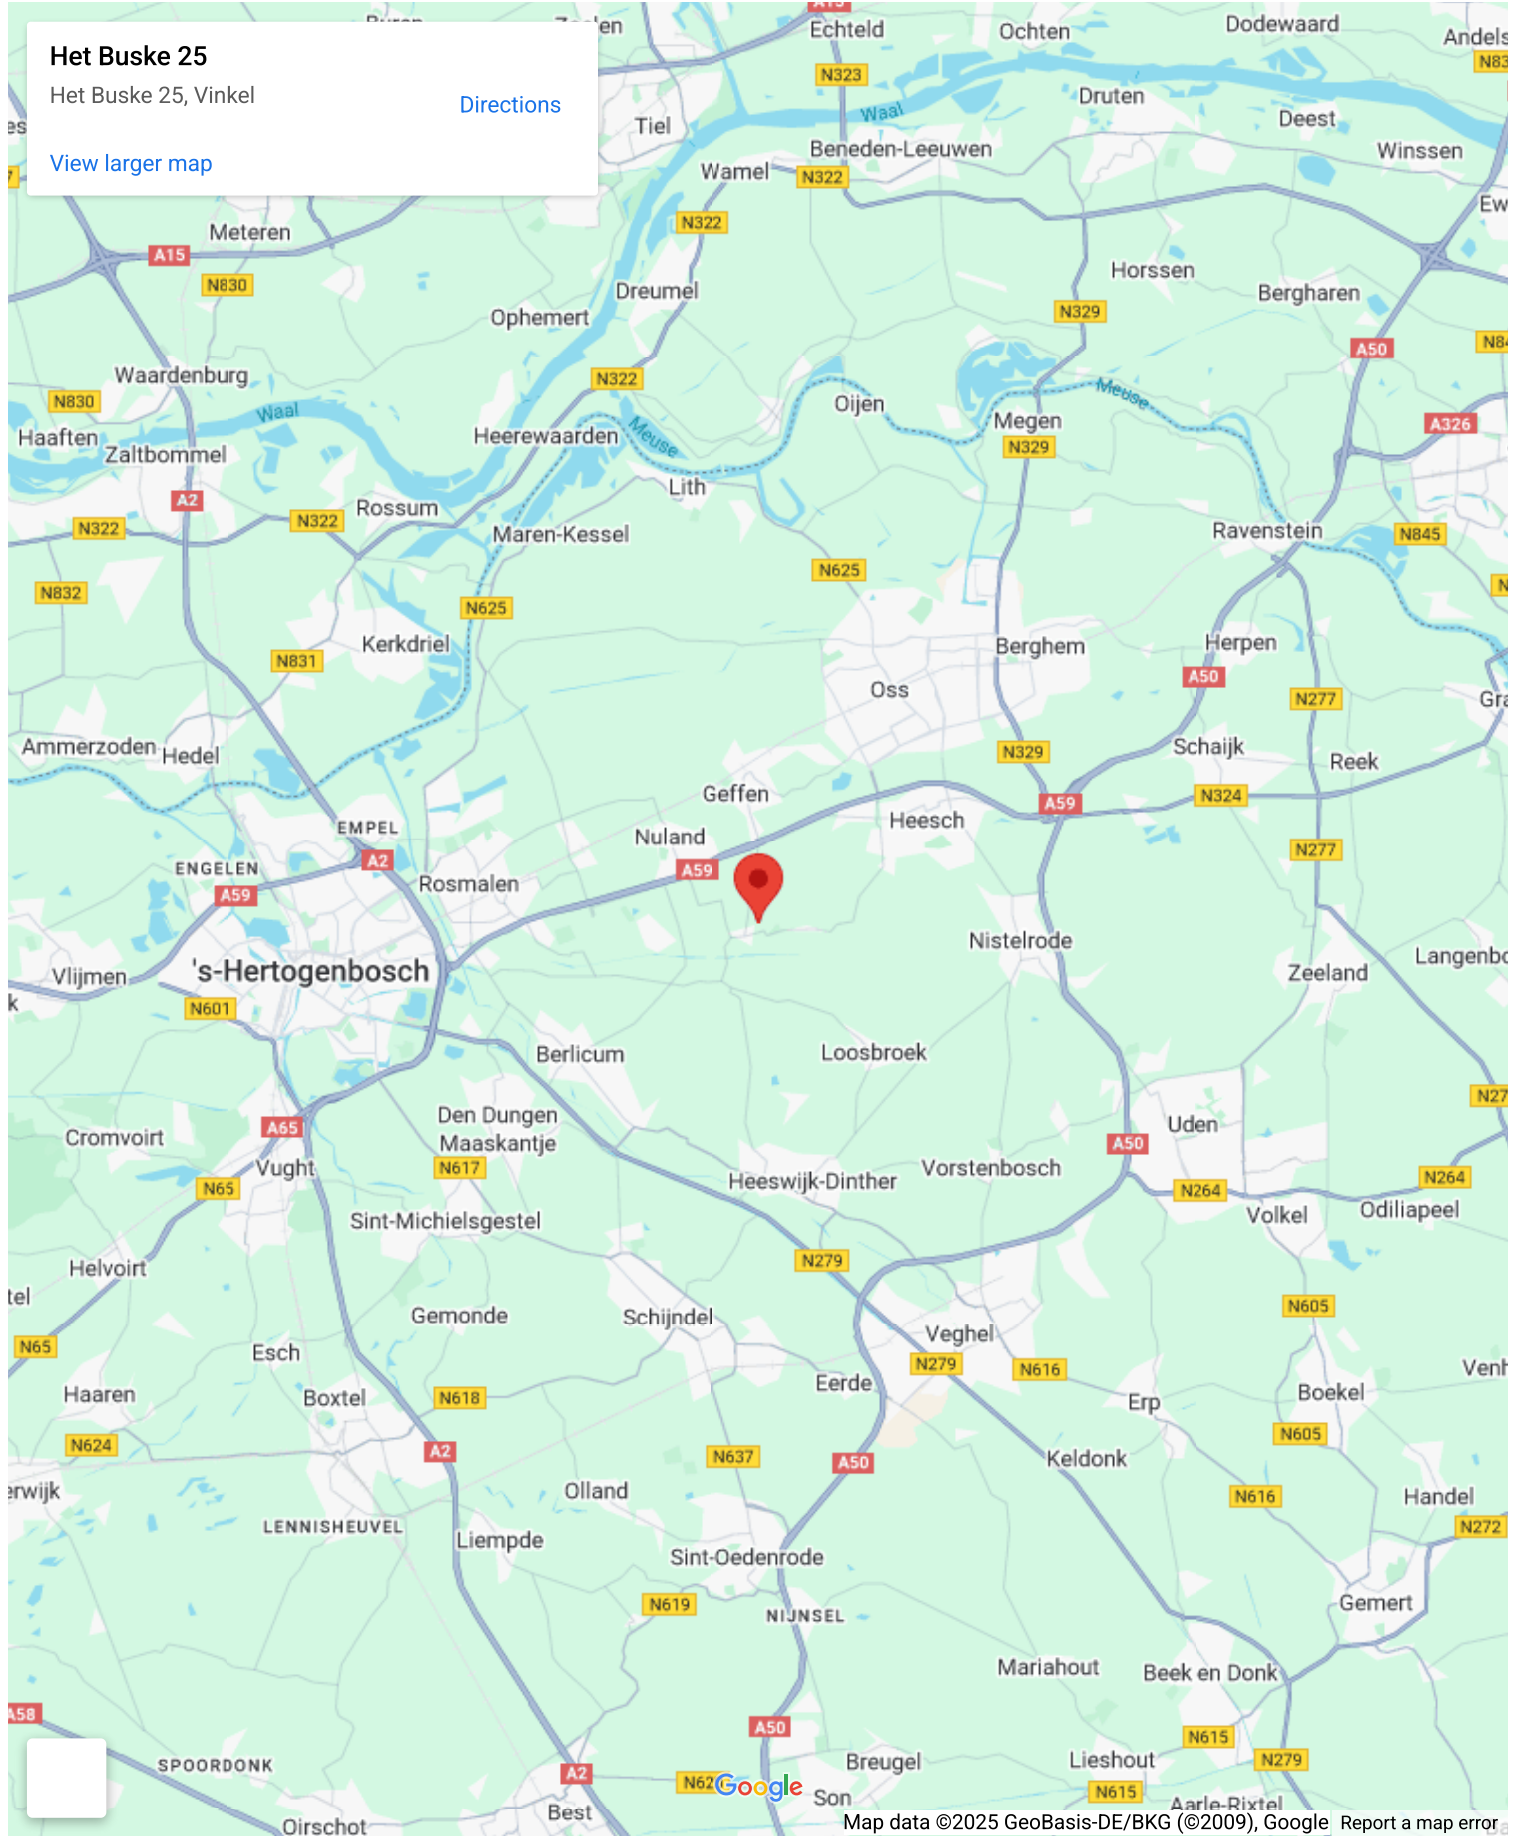 Het Buske 25
Het Buske 25, Vinkel
Directions
View larger map
A15
Echteld
Ochten
Dodewaard
N323
Druten
Deest
Winssen
Waal
Tiel
Beneden-Leeuwen
Wamel
N322
N322
Meteren
A15
N830
Horssen
Bergharen
Dreumel
Ophemert
N329
A50
Waardenburg
N322
N830
Waal
Meuse
Oijen
Meuse
Megen
A326
Haaften
Heerewaarden
Zaltbommel
N329
Lith
A2
Rossum
N322
N322
Maren-Kessel
Ravenstein
N845
N625
N832
N625
Kerkdriel
Berghem
Herpen
N831
A50
Oss
N277
Ammerzoden
Hedel
N329
Schaijk
Reek
Geffen
N324
A59
EMPEL
Nuland
Heesch
N277
A2
ENGELEN
A59
Rosmalen
A59
Nistelrode
Vlijmen
's-Hertogenbosch
Zeeland
N601
Berlicum
Loosbroek
Den Dungen
Maaskantje
Uden
A65
Cromvoirt
A50
Vught
N617
Vorstenbosch
Heeswijk-Dinther
N65
N264
N264
Sint-Michielsgestel
Volkel
Odiliapeel
Helvoirt
N279
Gemonde
Schijndel
N605
N65
Esch
Veghel
N279
N616
Haaren
Boxtel
N618
Eerde
Erp
Boekel
N624
A2
N637
A50
Keldonk
N605
Olland
N616
Handel
LENNISHEUVEL
Liempde
N272
Sint-Oedenrode
N619
NIJNSEL
Gemert
Mariahout
Beek en Donk
A58
A50
N615
SPOORDONK
Breugel
Lieshout
N279
A2
Google
Son
N615
Best
Aarle-Rixtel
Oirschot
Map data ©2025 GeoBasis-DE/BKG (©2009), Google
Report a map error